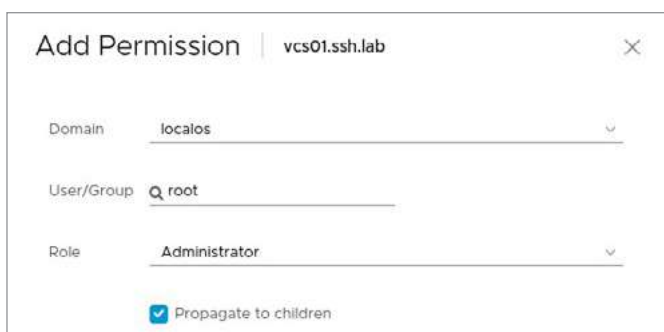 Add Permission vcs01.ssh.lab
Domain localos
User/Group root
Role Administrator
Propagate to children